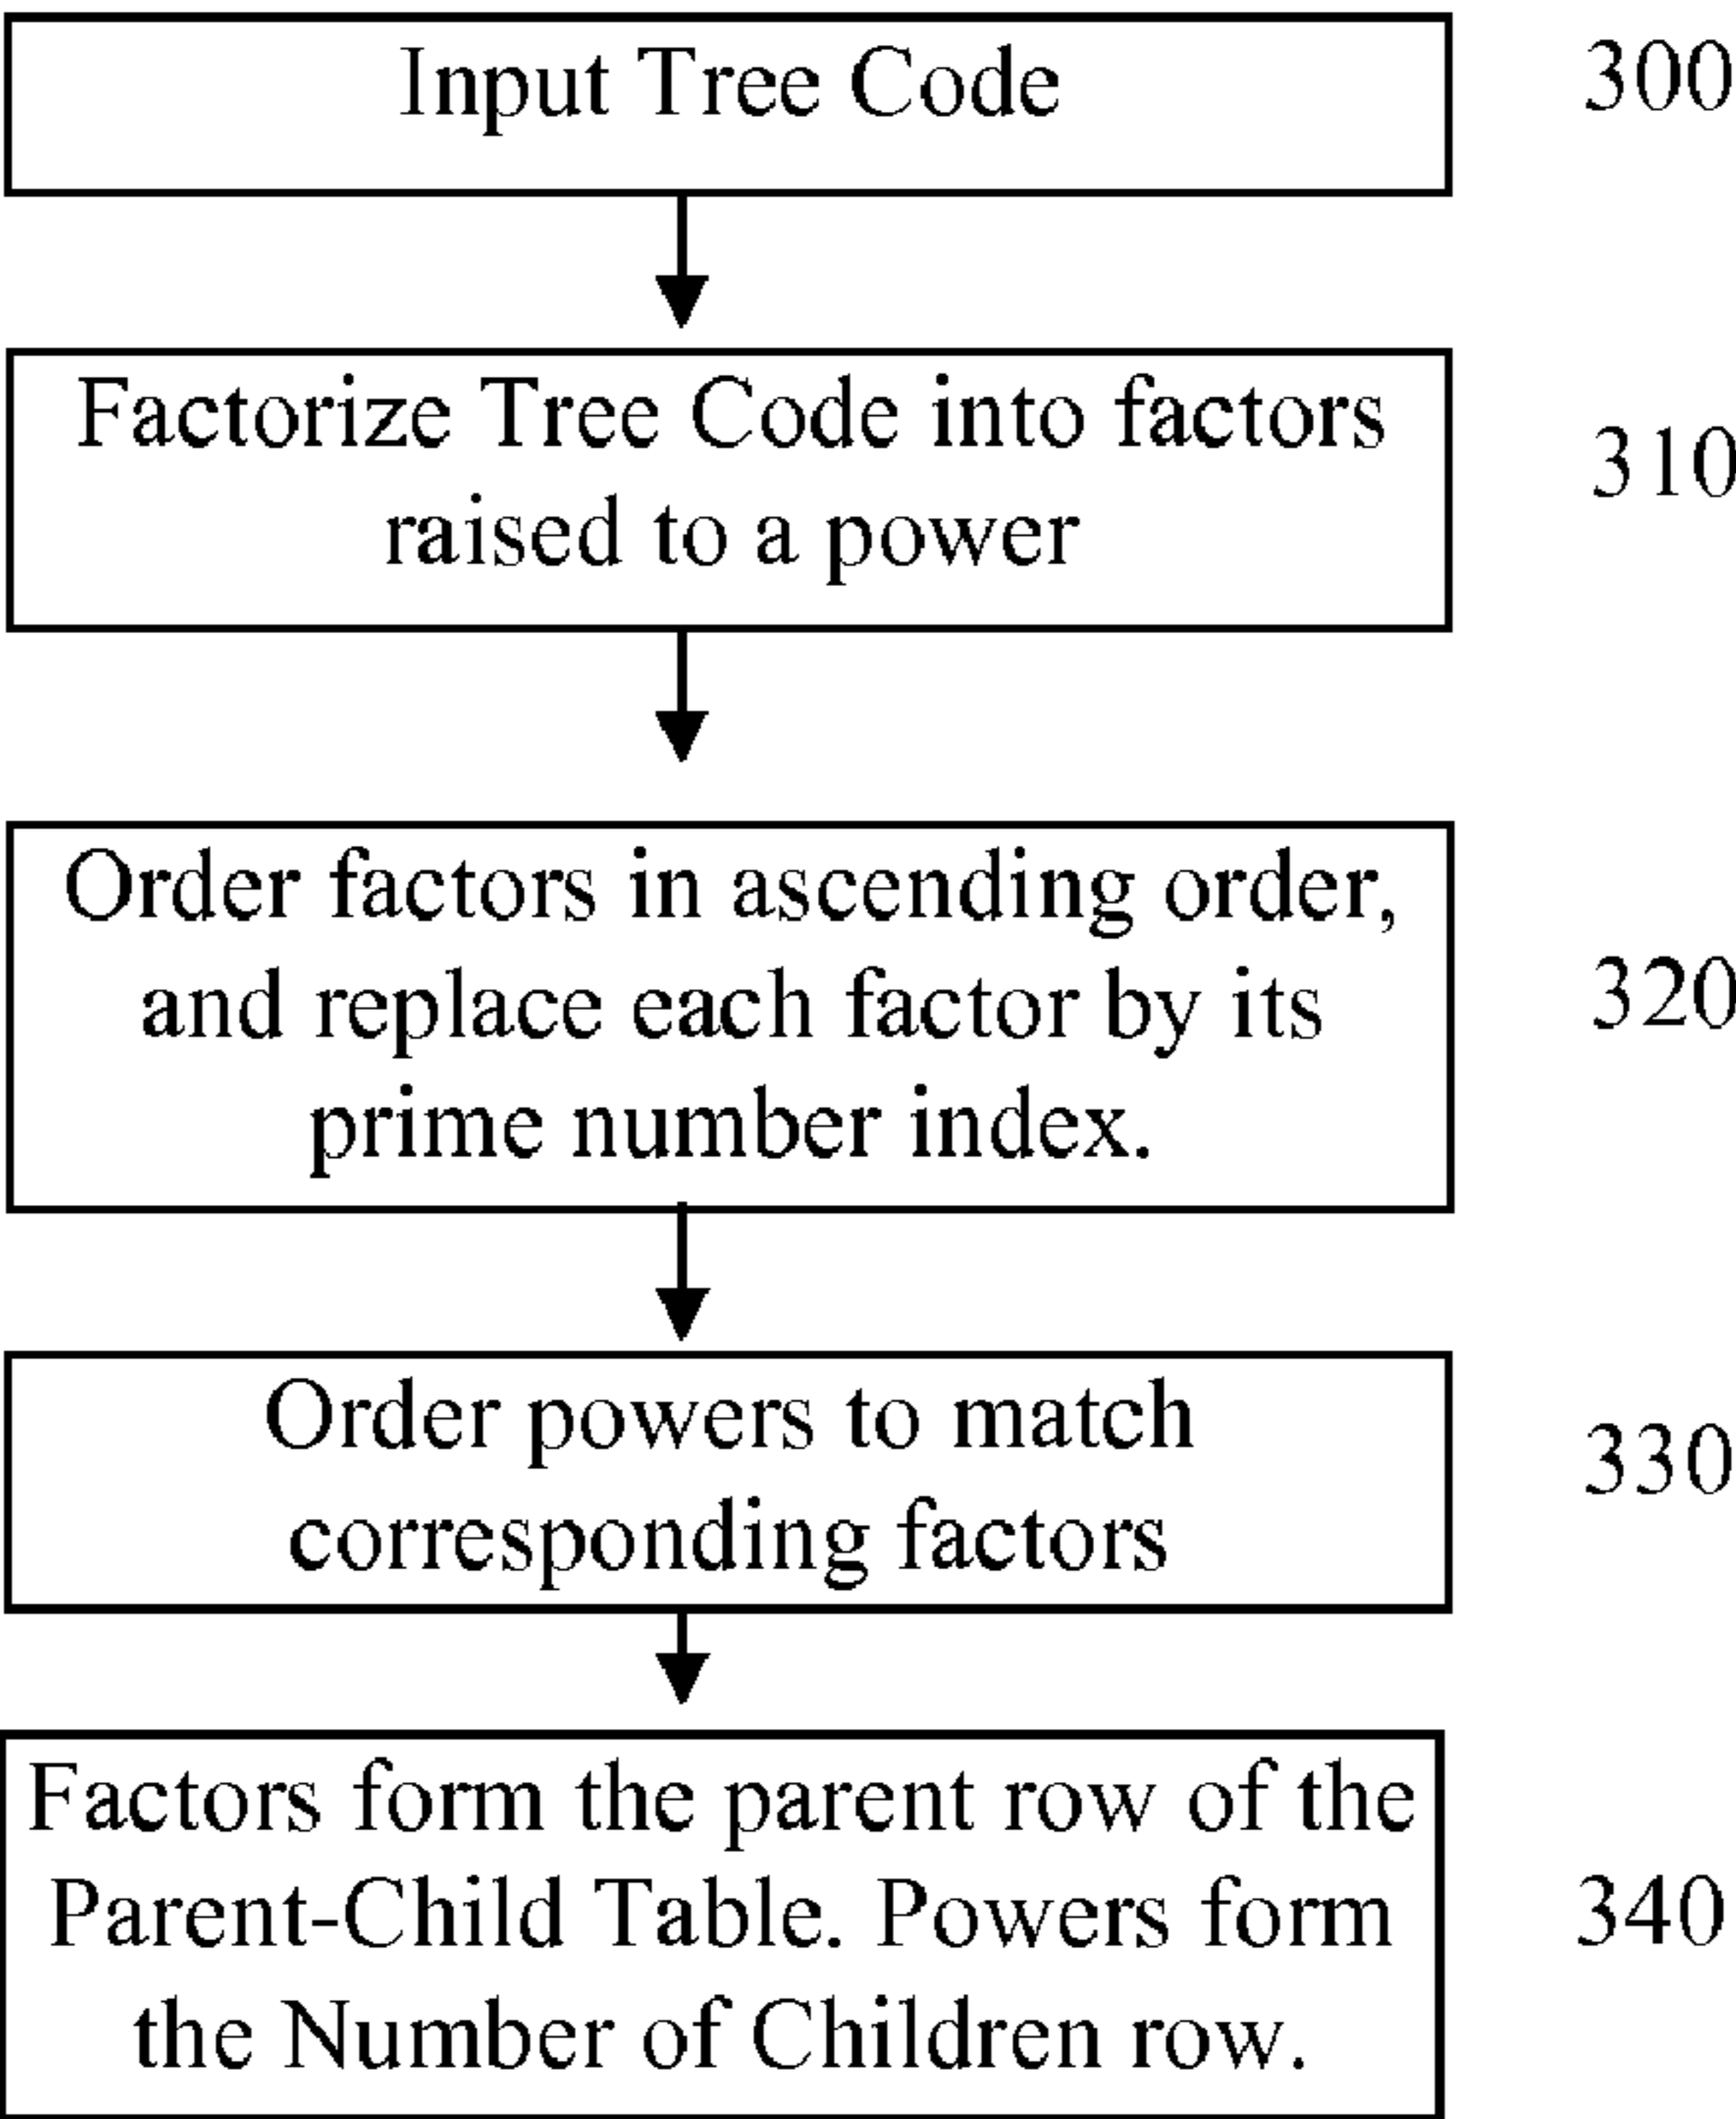 Input Tree Code
300
Factorize Tree Code into factors
raised to a power
310
Order factors in ascending order,
and replace each factor by its
prime number index.
320
Order powers to match
corresponding factors
330
Factors form the parent row of the
Parent-Child Table. Powers form
the Number of Children row.
340